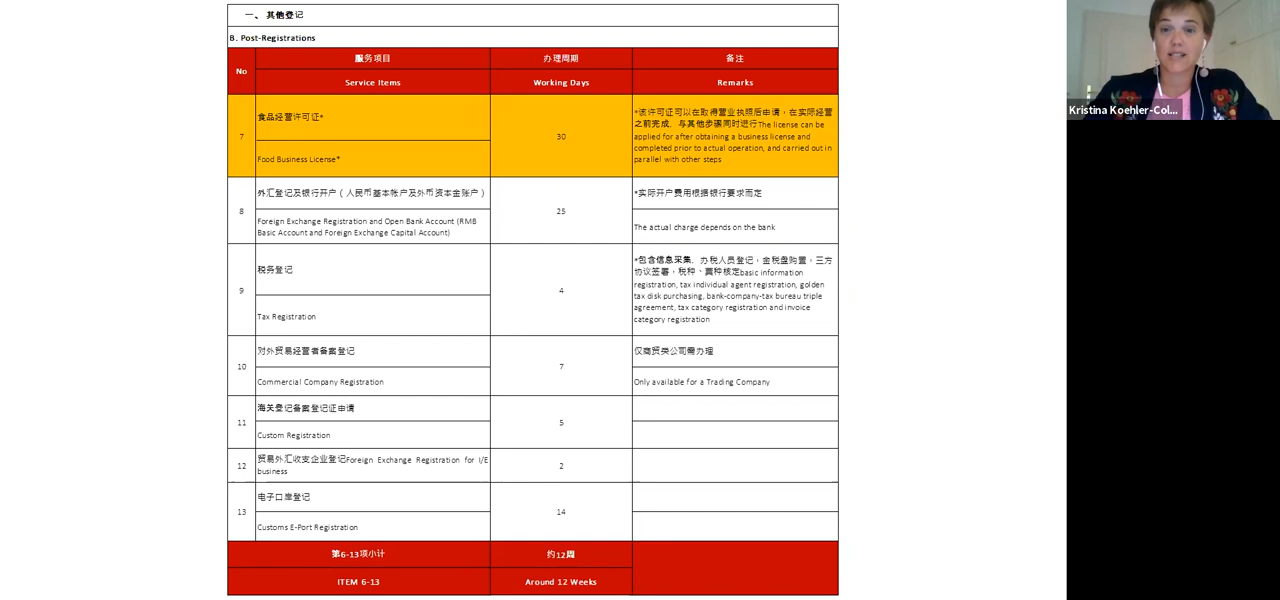 一、 其他登记
B. Post-Registrations
No
服务项目
办理周期
备注
Service Items
Working Days
Remarks
7
食品经营许可证*
Food Business License*
30
*该许可证可以在取得营业执照后申请，在实际经营
之前完成，与其他步骤同时进行The license can be
applied for after obtaining a business license and
completed prior to actual operation, and carried out in
parallel with other steps
8
外汇登记及银行开户（人民币基本帐户及外币资本金账户）
Foreign Exchange Registration and Open Bank Account (RMB
Basic Account and Foreign Exchange Capital Account)
25
*实际开户费用根据银行要求而定
The actual charge depends on the bank
9
税务登记
Tax Registration
4
*包含信息采集，办税人员登记，金税盘购置，三方
协议签署，税种、票种核定basic information
registration, tax individual agent registration, golden
tax disk purchasing, bank-company-tax bureau triple
agreement, tax category registration and invoice
category registration
10
对外贸易经营者备案登记
Commercial Company Registration
7
仅商贸类公司需办理
Only available for a Trading Company
11
海关登记备案登记证申请
Custom Registration
5
12
贸易外汇收支企业登记Foreign Exchange Registration for I/E
business
2
13
电子口岸登记
Customs E-Port Registration
14
第6-13项小计
约12周
ITEM 6-13
Around 12 Weeks
Kristina Koehler-Col...